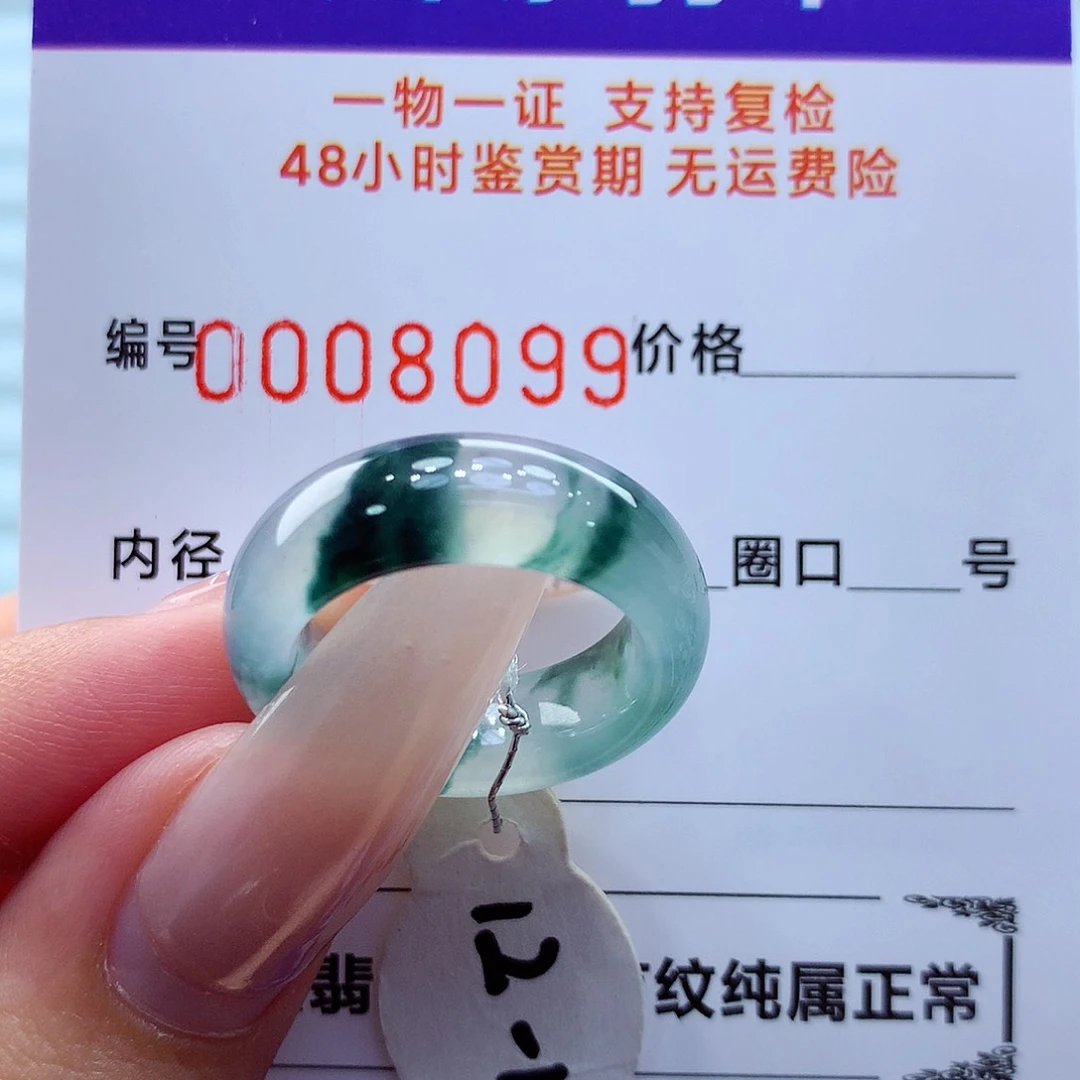 一物一证 支持复检
48小时鉴赏期 无运费险
编号0008099价格
内径 圈口 号
翡 纹纯属正常
12-